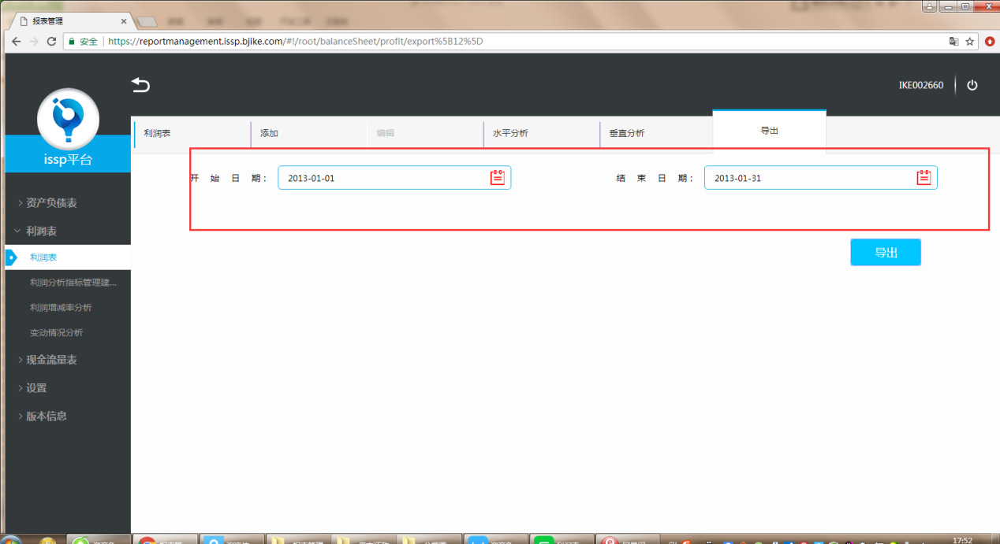 报表管理
安全 https://reportmanagement.issp.bjike.com/#!/root/balanceSheet/profit/export%5B12%5D
IKE002660
issp平台
利润表 添加 编辑 水平分析 垂直分析 导出
开 始 日 期： 2013-01-01 结 束 日 期： 2013-01-31
导出
资产负债表
利润表
利润表
利润分析指标管理建...
利润增减率分析
变动情况分析
现金流量表
设置
版本信息
17:52